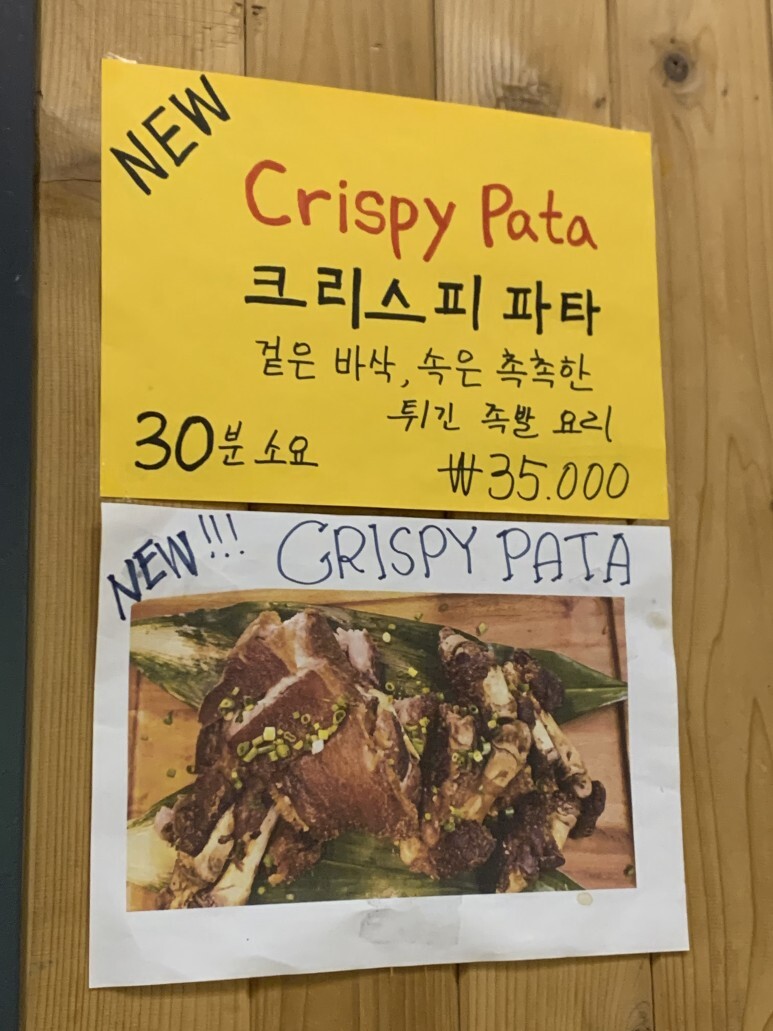 NEW
Crispy Pata
크리스피 파타
겉은 바삭, 속은 촉촉한
튀긴 족발 요리
30분 소요
₩35.000
NEW!!! CRISPY PATA